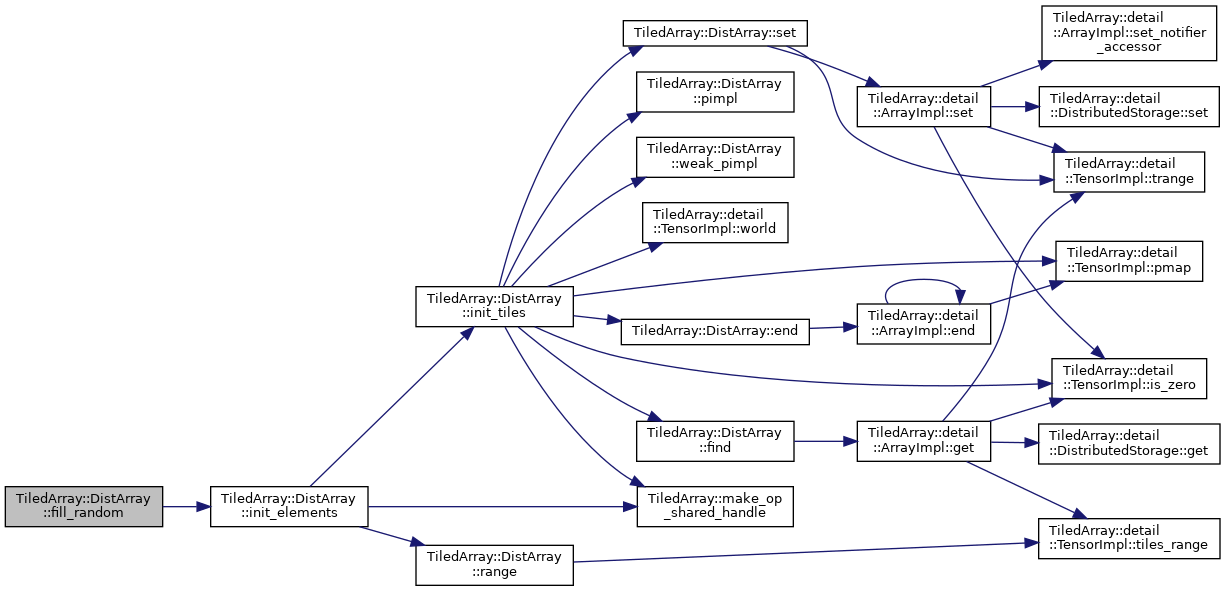 TiledArray::DistArray
::fill_random
TiledArray::DistArray
::init_elements
TiledArray::DistArray
::init_tiles
TiledArray::DistArray
::range
TiledArray::DistArray::set
TiledArray::DistArray
::pimpl
TiledArray::DistArray
::weak_pimpl
TiledArray::detail
::TensorImpl::world
TiledArray::DistArray::end
TiledArray::DistArray
::find
TiledArray::make_op
_shared_handle
TiledArray::detail
::ArrayImpl::set
TiledArray::detail
::ArrayImpl::end
TiledArray::detail
::ArrayImpl::get
TiledArray::detail
::ArrayImpl::set_notifier
_accessor
TiledArray::detail
::DistributedStorage::set
TiledArray::detail
::TensorImpl::trange
TiledArray::detail
::TensorImpl::pmap
TiledArray::detail
::TensorImpl::is_zero
TiledArray::detail
::DistributedStorage::get
TiledArray::detail
::TensorImpl::tiles_range